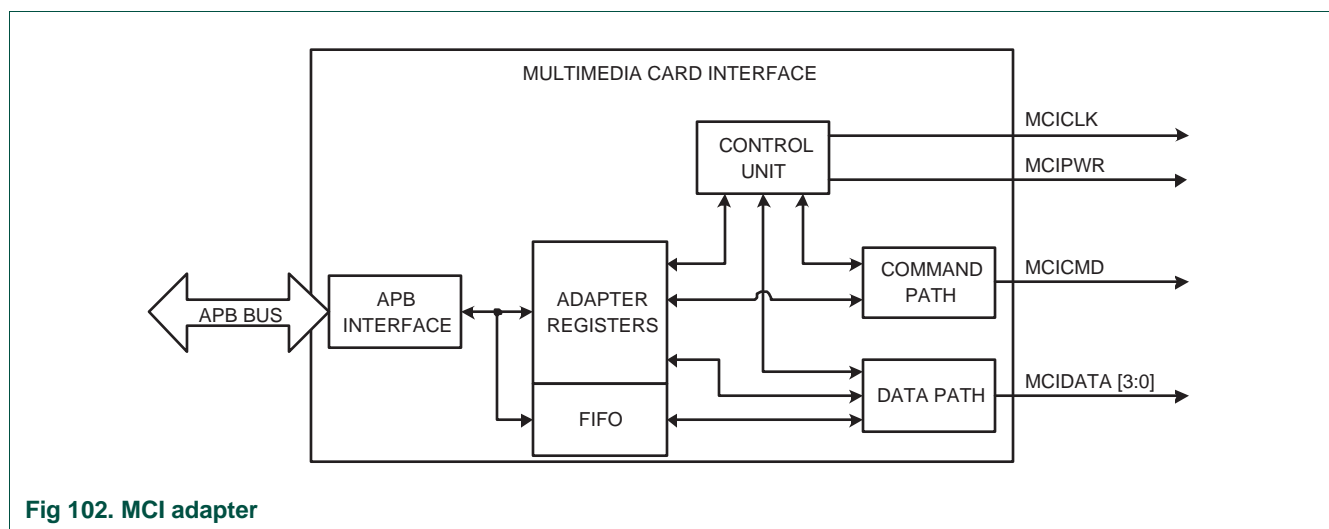 MULTIMEDIA CARD INTERFACE
MCICLK
CONTROL
UNIT
MCIPWR
APB BUS
APB
INTERFACE
ADAPTER
REGISTERS
COMMAND
PATH
MCICMD
FIFO
DATA PATH
MCIDATA [3:0]
Fig 102. MCI adapter